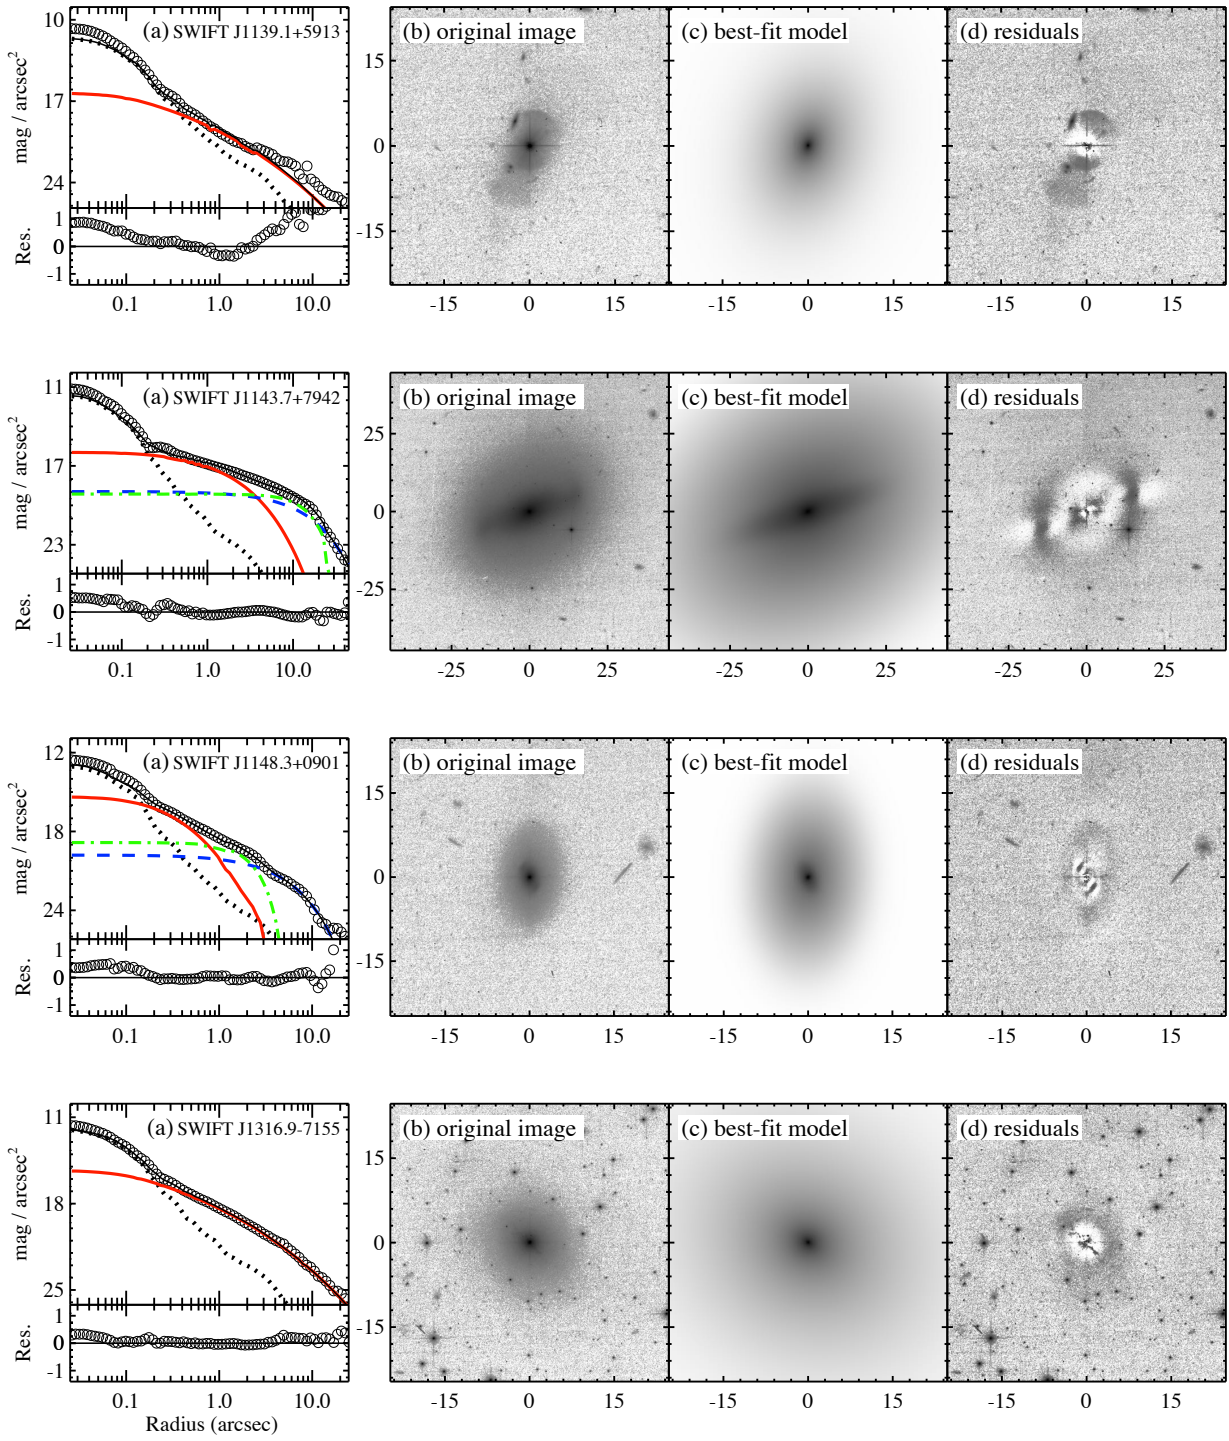 (a) SWIFT J1139.1+5913
(b) original image
(c) best-fit model
(d) residuals
mag / arcsec²
10
17
24
Res.
1
0
-1
0.1 1.0 10.0
15
0
-15
-15 0 15
-15 0 15
-15 0 15
(a) SWIFT J1143.7+7942
(b) original image
(c) best-fit model
(d) residuals
mag / arcsec²
11
17
23
Res.
1
0
-1
0.1 1.0 10.0
25
0
-25
-25 0 25
-25 0 25
-25 0 25
(a) SWIFT J1148.3+0901
(b) original image
(c) best-fit model
(d) residuals
mag / arcsec²
12
18
24
Res.
1
0
-1
0.1 1.0 10.0
15
0
-15
-15 0 15
-15 0 15
-15 0 15
(a) SWIFT J1316.9-7155
(b) original image
(c) best-fit model
(d) residuals
mag / arcsec²
11
18
25
Res.
1
0
-1
0.1 1.0 10.0
Radius (arcsec)
15
0
-15
-15 0 15
-15 0 15
-15 0 15